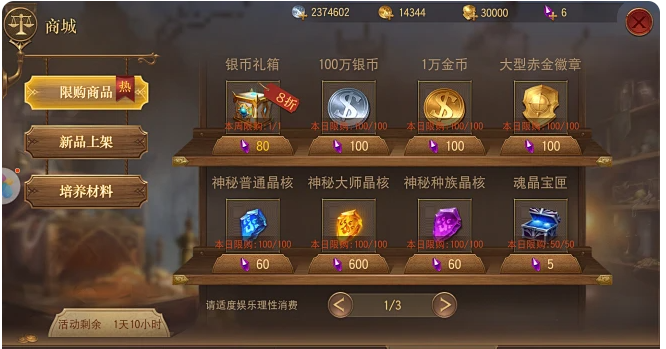 商城
2374602 14344 30000 6
限购商品 热
新品上架
培养材料
银币礼箱 100万银币 1万金币 大型赤金徽章
8折
本周限购:1/1 本日限购:100/100 本日限购:100/100 本日限购:100/100
80 100 100 100
神秘普通晶核 神秘大师晶核 神秘种族晶核 魂晶宝匣
本日限购:100/100 本日限购:100/100 本日限购:100/100 本日限购:50/50
60 600 60 5
请适度娱乐理性消费 < 1/3 >
活动剩余 1天10小时